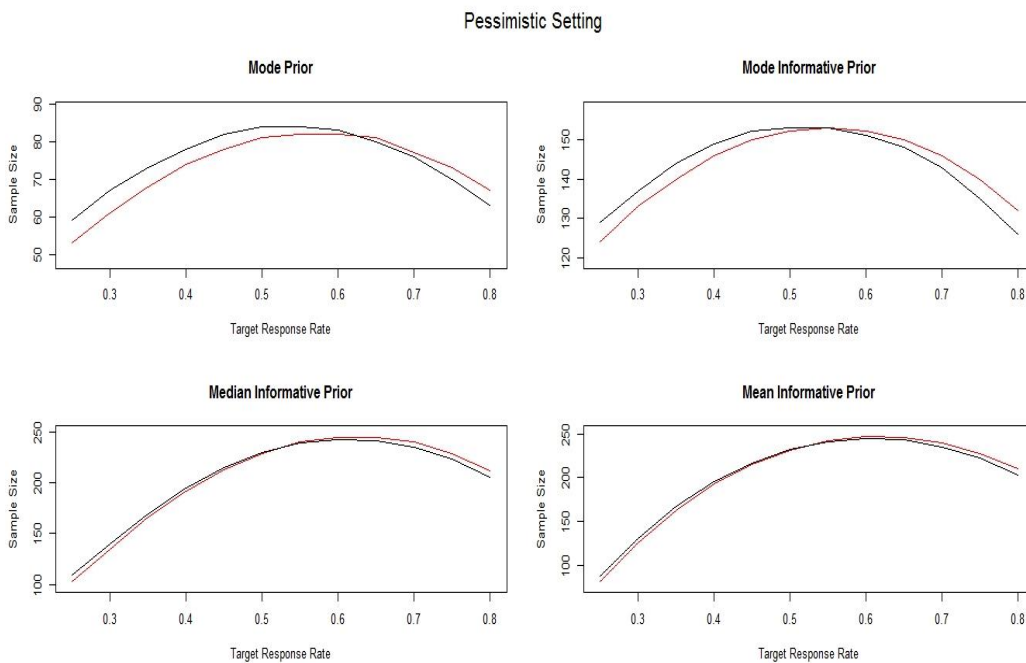 Pessimistic Setting
Mode Prior
Sample Size
90
80
70
60
50
0.3 0.4 0.5 0.6 0.7 0.8
Target Response Rate
Mode Informative Prior
Sample Size
150
140
130
120
0.3 0.4 0.5 0.6 0.7 0.8
Target Response Rate
Median Informative Prior
Sample Size
250
200
150
100
0.3 0.4 0.5 0.6 0.7 0.8
Target Response Rate
Mean Informative Prior
Sample Size
250
200
150
100
0.3 0.4 0.5 0.6 0.7 0.8
Target Response Rate